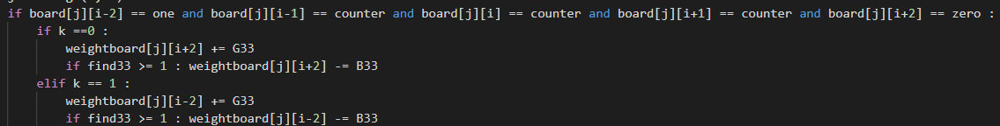 if board[j][i-2] == one and board[j][i-1] == counter and board[j][i] == counter and board[j][i+1] == counter and board[j][i+2] == zero :
if k ==0 :
weightboard[j][i+2] += G33
if find33 >= 1 : weightboard[j][i+2] -= B33
elif k == 1 :
weightboard[j][i-2] += G33
if find33 >= 1 : weightboard[j][i-2] -= B33